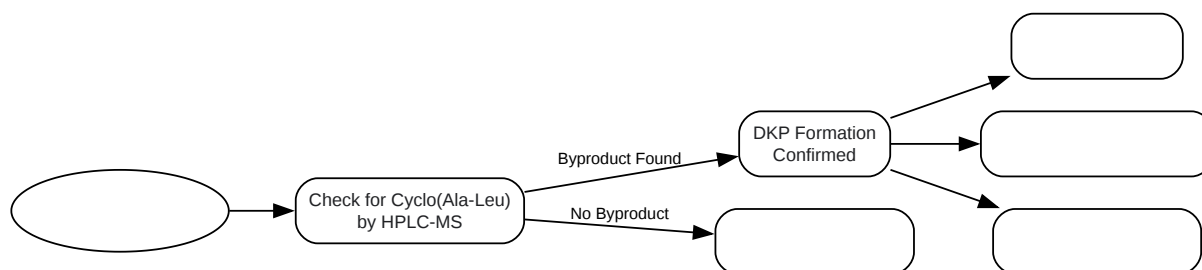 Check for Cyclo(Ala-Leu)
by HPLC-MS
Byproduct Found
No Byproduct
DKP Formation
Confirmed